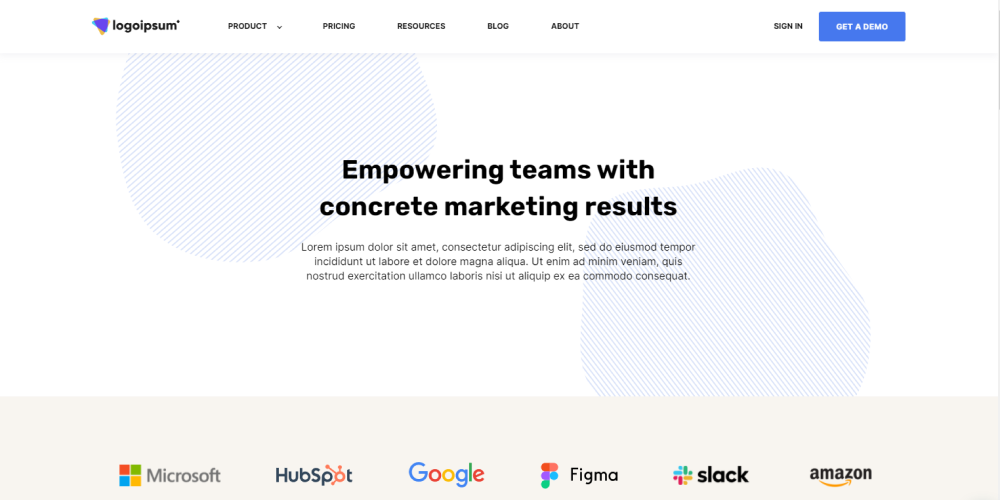 logoipsum
PRODUCT PRICING RESOURCES BLOG ABOUT SIGN IN GET A DEMO
Empowering teams with
concrete marketing results
Lorem ipsum dolor sit amet, consectetur adipiscing elit, sed do eiusmod tempor
incididunt ut labore et dolore magna aliqua. Ut enim ad minim veniam, quis
nostrud exercitation ullamco laboris nisi ut aliquip ex ea commodo consequat.
Microsoft HubSpot Google Figma slack amazon